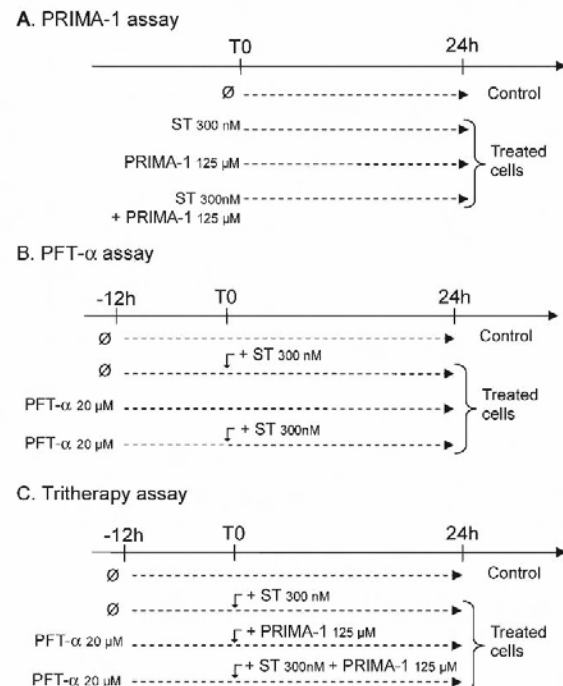 A. PRIMA-1 assay
T0 24h
Ø Control
ST 300 nM
PRIMA-1 125 µM
ST 300nM
+ PRIMA-1 125 µM
Treated
cells
B. PFT-α assay
-12h T0 24h
Ø Control
Ø + ST 300 nM
PFT-α 20 µM
PFT-α 20 µM + ST 300nM
Treated
cells
C. Tritherapy assay
-12h T0 24h
Ø Control
Ø + ST 300 nM
PFT-α 20 µM + PRIMA-1 125 µM
PFT-α 20 µM + ST 300nM + PRIMA-1 125 µM
Treated
cells